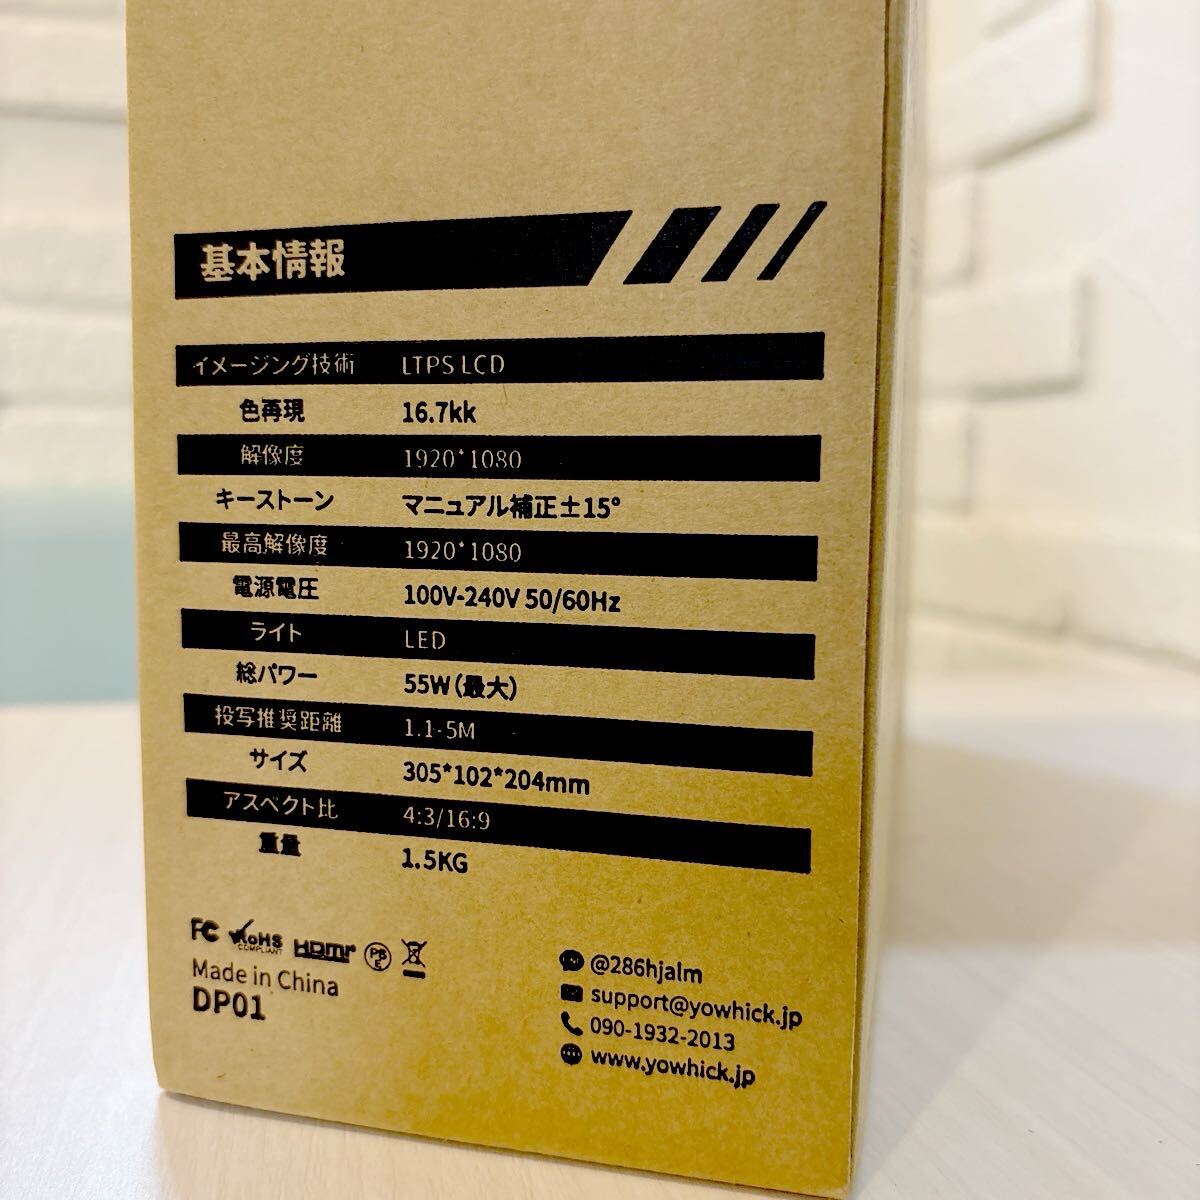 基本情報
イメージング技術 LTPS LCD
色再現 16.7kk
解像度 1920*1080
キーストーン マニュアル補正±15°
最高解像度 1920*1080
電源電圧 100V-240V 50/60Hz
ライト LED
総パワー 55W(最大)
投写推奨距離 1.1-5M
サイズ 305*102*204mm
アスペクト比 4:3/16:9
重量 1.5KG
FC RoHS COMPLIANT HDMI PSE
Made in China
DP01
@286hjalm
support@yowhick.jp
090-1932-2013
www.yowhick.jp